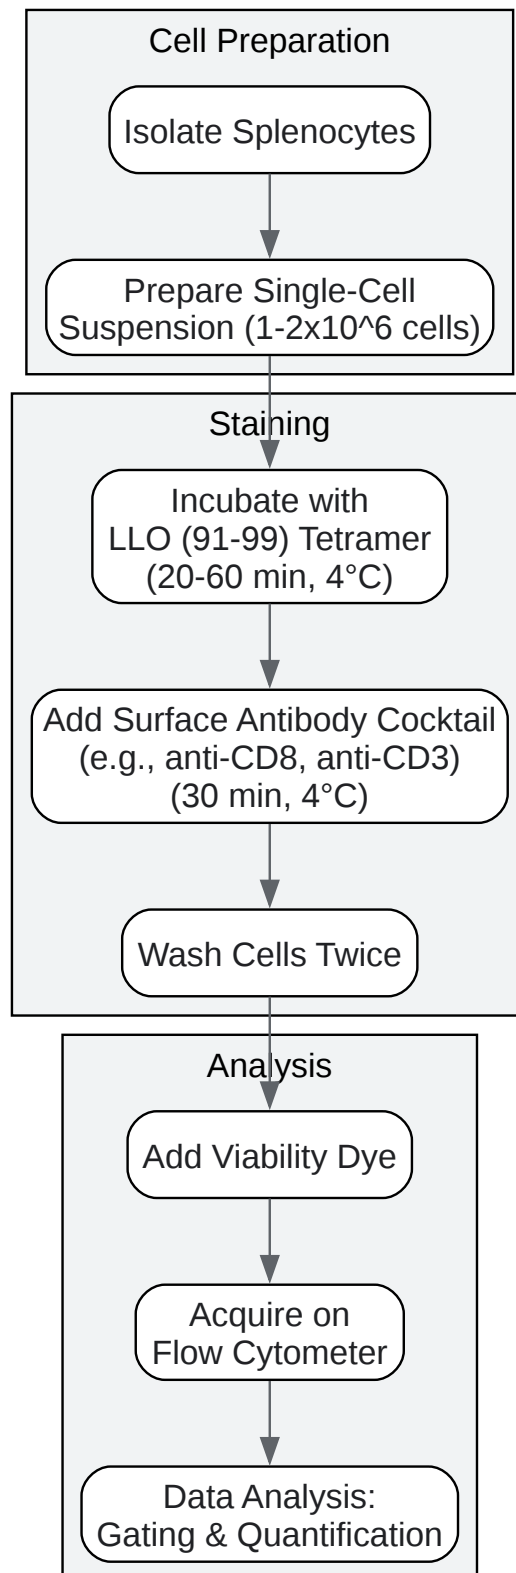 Cell Preparation
Isolate Splenocytes
Prepare Single-Cell
Suspension (1-2x10^6 cells)
Staining
Incubate with
LLO (91-99) Tetramer
(20-60 min, 4°C)
Add Surface Antibody Cocktail
(e.g., anti-CD8, anti-CD3)
(30 min, 4°C)
Wash Cells Twice
Analysis
Add Viability Dye
Acquire on
Flow Cytometer
Data Analysis:
Gating & Quantification